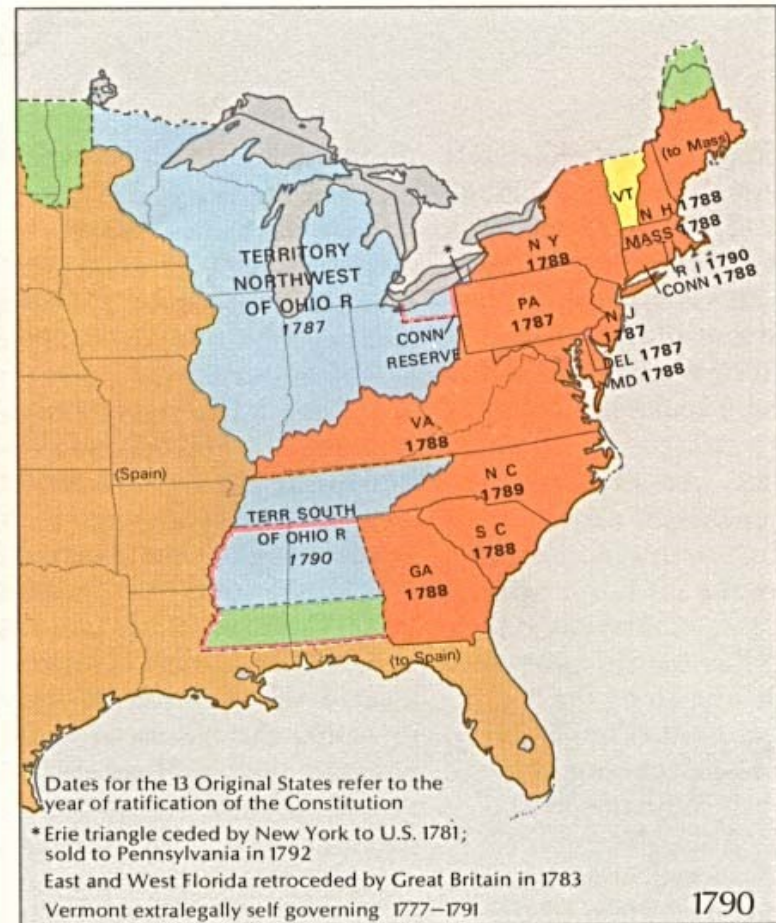 (to Mass)
VT
N H 1788
MASS 1788
N Y
1788
R I 1790
CONN 1788
*
TERRITORY
NORTHWEST
OF OHIO R
1787
PA
1787
N J
1787
CONN
RESERVE
DEL 1787
MD 1788
VA
1788
(Spain)
N C
1789
TERR SOUTH
OF OHIO R
1790
S C
1788
GA
1788
(to Spain)
Dates for the 13 Original States refer to the
year of ratification of the Constitution
* Erie triangle ceded by New York to U.S. 1781;
sold to Pennsylvania in 1792
East and West Florida retroceded by Great Britain in 1783
Vermont extralegally self governing 1777–1791
1790